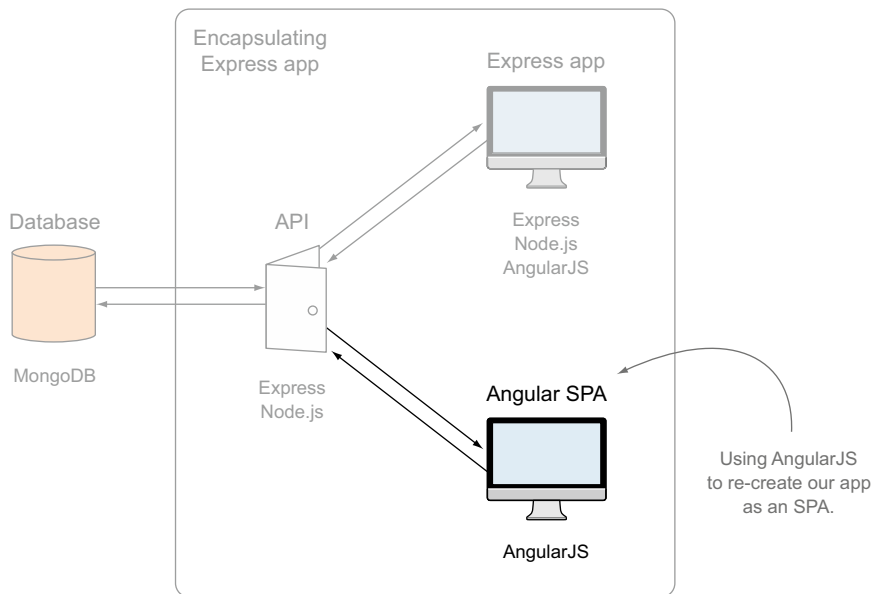 Encapsulating
Express app
Express app
Express
Node.js
AngularJS
Database
MongoDB
API
Express
Node.js
Angular SPA
AngularJS
Using AngularJS
to re-create our app
as an SPA.